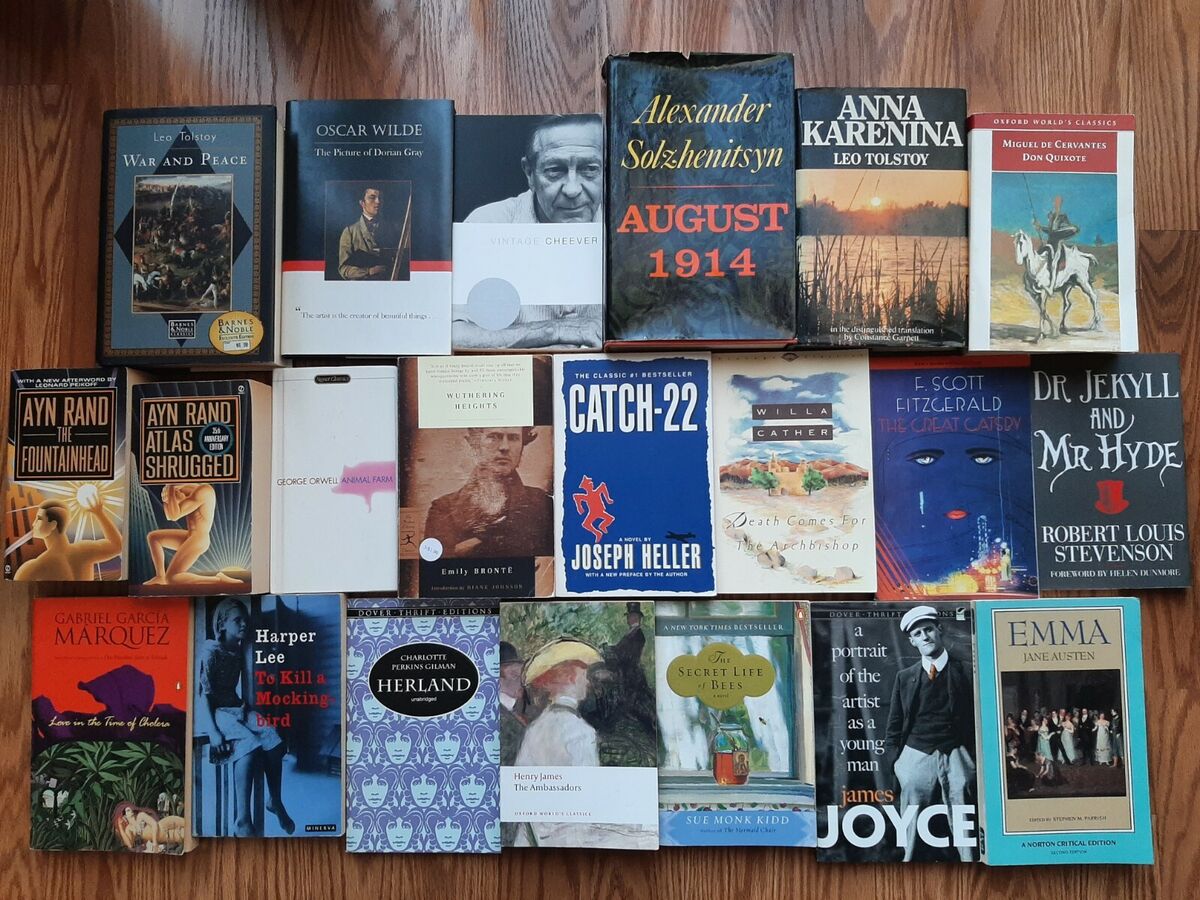 Leo Tolstoy
WAR AND PEACE
BARNES
& NOBLE
CLASSICS
BARNES
& NOBLE
OSCAR WILDE
The Picture of Dorian Gray
"The artist is the creator of beautiful things . . .
VINTAGE CHEEVER
Alexander
Solzhenitsyn
AUGUST
1914
ANNA
KARENINA
LEO TOLSTOY
in the distinguished translation
by Constance Garnett
OXFORD WORLD'S CLASSICS
MIGUEL DE CERVANTES
DON QUIXOTE
WITH A NEW AFTERWORD BY
LEONARD PEIKOFF
AYN RAND
THE
FOUNTAINHEAD
AYN RAND
ATLAS
SHRUGGED
35th
ANNIVERSARY
EDITION
Signet Classics
GEORGE ORWELL ANIMAL FARM
WUTHERING
HEIGHTS
Emily BRONTË
Introduction by DIANE JOHNSON
THE CLASSIC #1 BESTSELLER
CATCH-22
A NOVEL BY
JOSEPH HELLER
WITH A NEW PREFACE BY THE AUTHOR
WILLA
CATHER
Death Comes For
The Archbishop
F. SCOTT
FITZGERALD
THE GREAT GATSBY
DR JEKYLL
AND
MR HYDE
ROBERT LOUIS
STEVENSON
FOREWORD BY HELEN DUNMORE
GABRIEL GARCÍA
MÁRQUEZ
Love in the Time of Cholera
Harper
Lee
To Kill a
Mocking-
bird
MINERVA
DOVER · THRIFT · EDITIONS
CHARLOTTE
PERKINS GILMAN
HERLAND
unabridged
Henry James
The Ambassadors
OXFORD WORLD'S CLASSICS
A NEW YORK TIMES BESTSELLER
The
SECRET LIFE
of BEES
a novel
SUE MONK KIDD
Author of The Mermaid Chair
DOVER · THRIFT · EDITIONS
a
portrait
of the
artist
as a
young
man
james
JOYCE
EMMA
JANE AUSTEN
EDITED BY STEPHEN M. PARRISH
A NORTON CRITICAL EDITION
SECOND EDITION